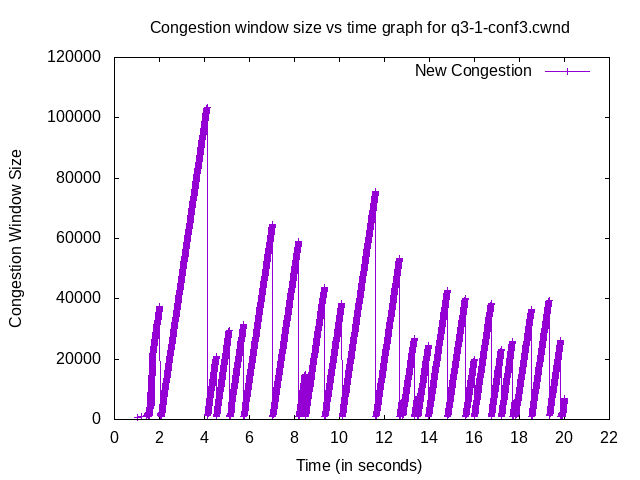 Congestion window size vs time graph for q3-1-conf3.cwnd
New Congestion
Congestion Window Size
120000
100000
80000
60000
40000
20000
0
0 2 4 6 8 10 12 14 16 18 20 22
Time (in seconds)